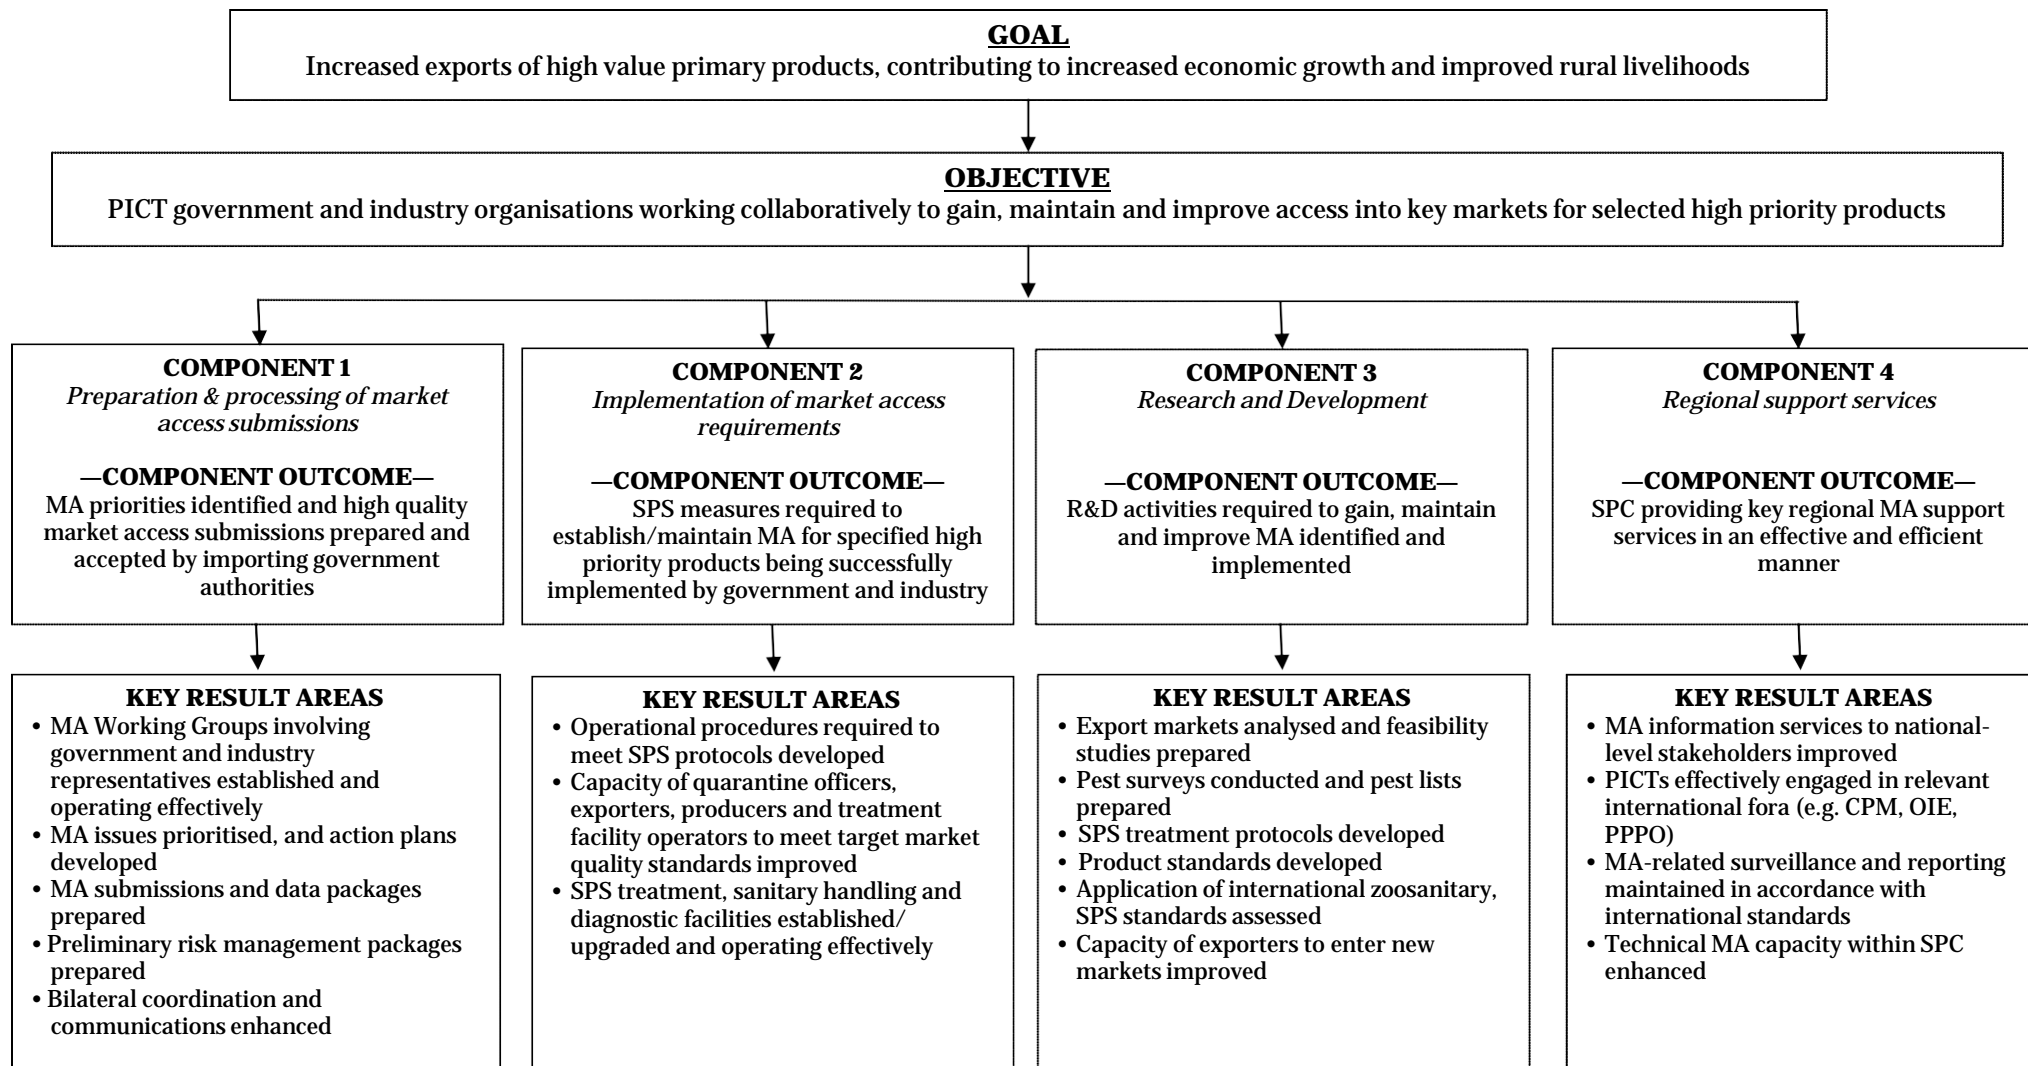 GOAL
Increased exports of high value primary products, contributing to increased economic growth and improved rural livelihoods
OBJECTIVE
PICT government and industry organisations working collaboratively to gain, maintain and improve access into key markets for selected high priority products
COMPONENT 1
Preparation & processing of market
access submissions
—COMPONENT OUTCOME—
MA priorities identified and high quality
market access submissions prepared and
accepted by importing government
authorities
COMPONENT 2
Implementation of market access
requirements
—COMPONENT OUTCOME—
SPS measures required to
establish/maintain MA for specified high
priority products being successfully
implemented by government and industry
COMPONENT 3
Research and Development
—COMPONENT OUTCOME—
R&D activities required to gain, maintain
and improve MA identified and
implemented
COMPONENT 4
Regional support services
—COMPONENT OUTCOME—
SPC providing key regional MA support
services in an effective and efficient
manner
KEY RESULT AREAS
• MA Working Groups involving
government and industry
representatives established and
operating effectively
• MA issues prioritised, and action plans
developed
• MA submissions and data packages
prepared
• Preliminary risk management packages
prepared
• Bilateral coordination and
communications enhanced
KEY RESULT AREAS
• Operational procedures required to
meet SPS protocols developed
• Capacity of quarantine officers,
exporters, producers and treatment
facility operators to meet target market
quality standards improved
• SPS treatment, sanitary handling and
diagnostic facilities established/
upgraded and operating effectively
KEY RESULT AREAS
• Export markets analysed and feasibility
studies prepared
• Pest surveys conducted and pest lists
prepared
• SPS treatment protocols developed
• Product standards developed
• Application of international zoosanitary,
SPS standards assessed
• Capacity of exporters to enter new
markets improved
KEY RESULT AREAS
• MA information services to national-
level stakeholders improved
• PICTs effectively engaged in relevant
international fora (e.g. CPM, OIE,
PPPO)
• MA-related surveillance and reporting
maintained in accordance with
international standards
• Technical MA capacity within SPC
enhanced